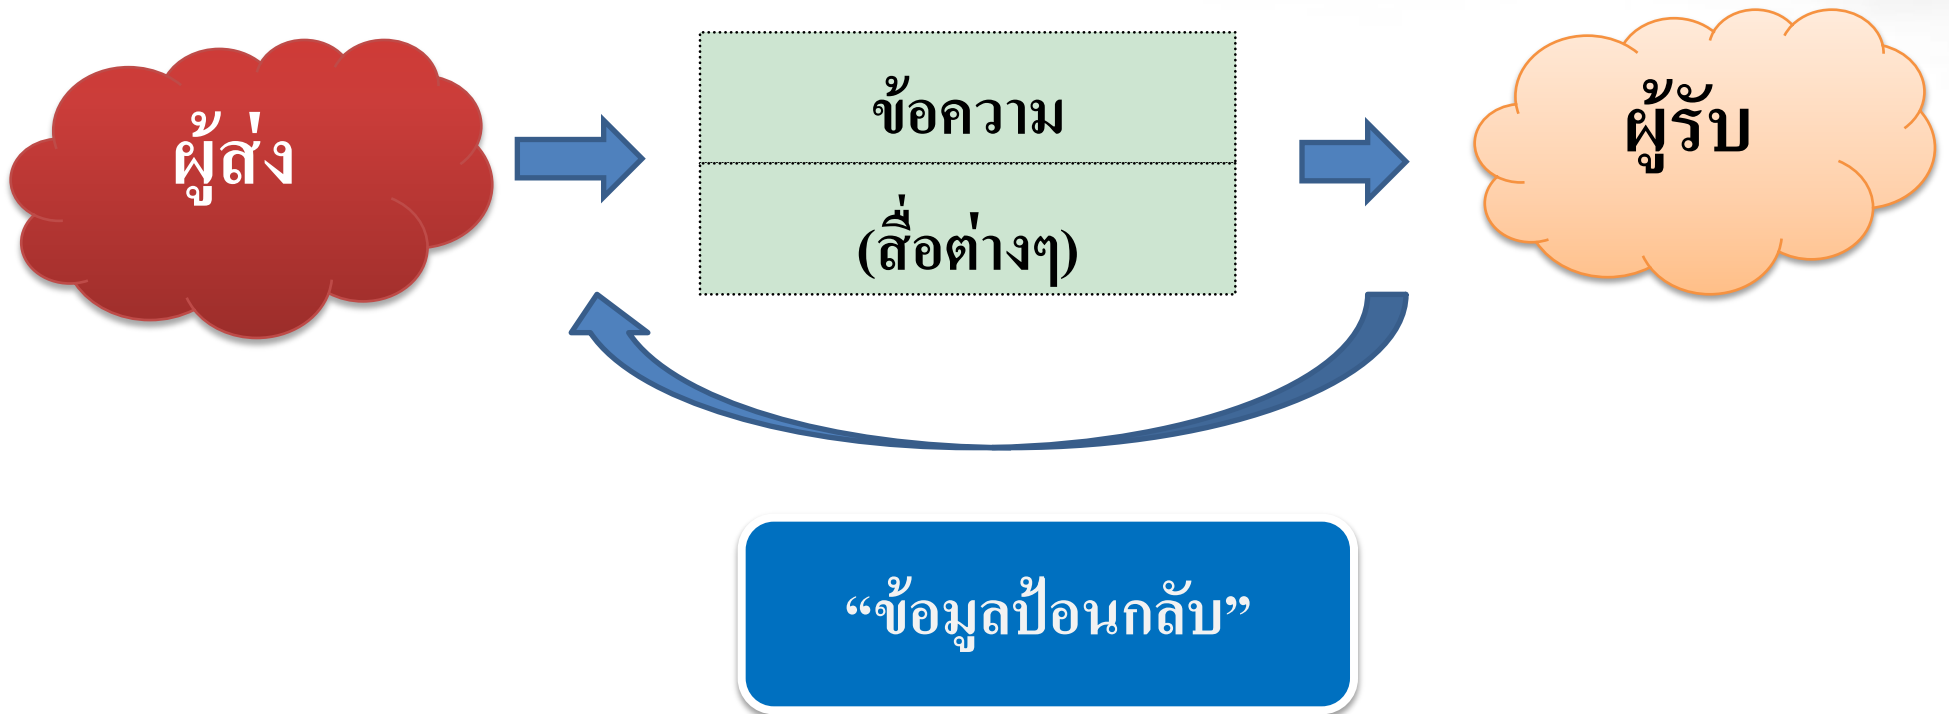 ผู้ส่ง
ข้อความ
(สื่อต่างๆ)
ผู้รับ
“ข้อมูลป้อนกลับ”